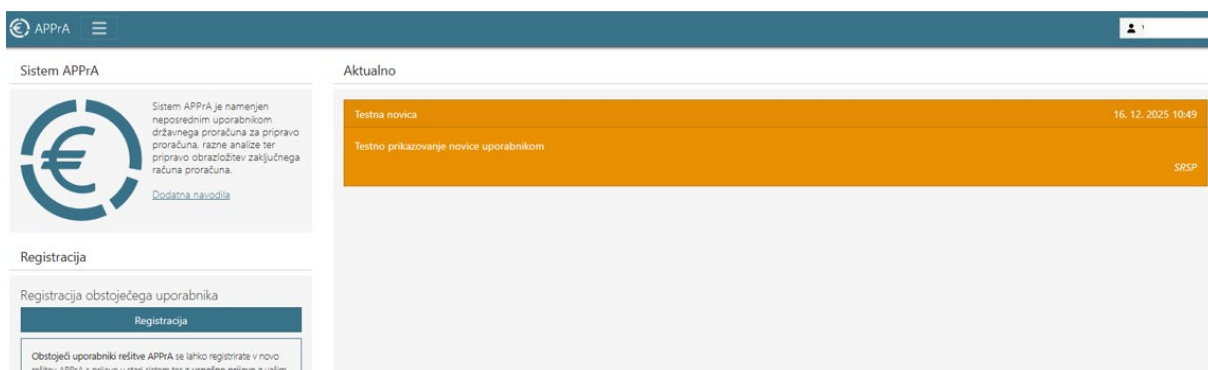 APPrA
Sistem APPrA
Sistem APPrA je namenjen
neposrednim uporabnikom
državnega proračuna za pripravo
proračuna, razne analize ter
pripravo obrazložitev zaključnega
računa proračuna.
Dodatna navodila
Registracija
Registracija obstoječega uporabnika
Registracija
Obstoječi uporabniki rešitve APPrA se lahko registrirate v novo
Aktualno
Testna novica
16. 12. 2025 10:49
Testno prikazovanje novice uporabnikom
SRSP